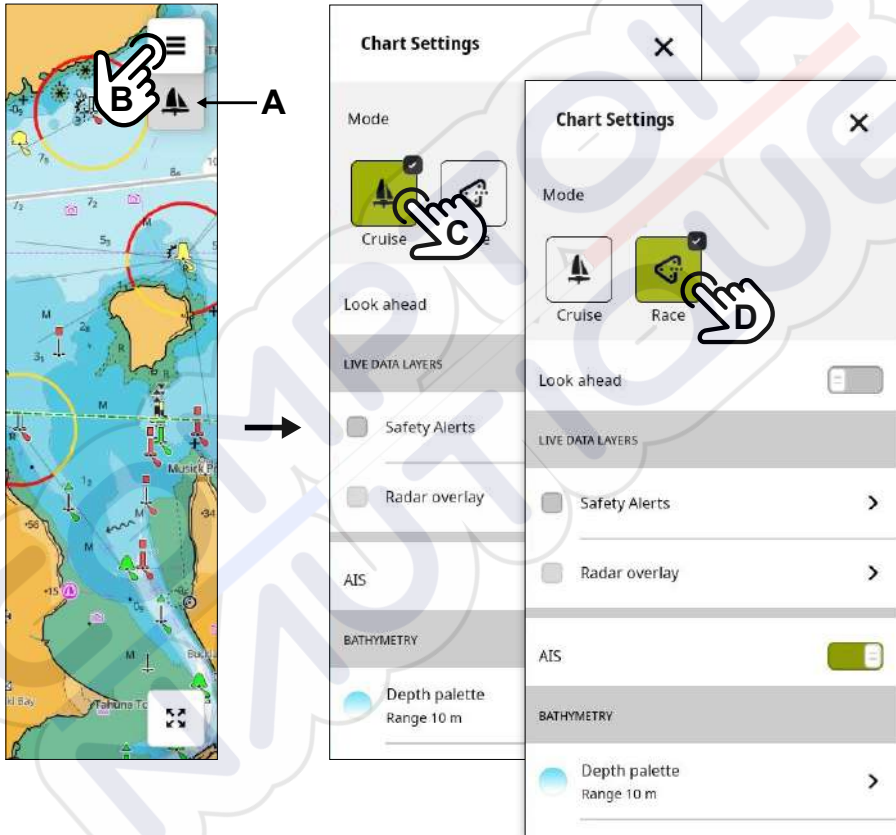 B
A
Musick P
Tahuna To
Chart Settings
Mode
Cruise
C
Look ahead
LIVE DATA LAYERS
Safety Alerts
Radar overlay
AIS
BATHYMETRY
Depth palette
Range 10 m
Chart Settings
Mode
Cruise
Race
D
Look ahead
LIVE DATA LAYERS
Safety Alerts
Radar overlay
AIS
BATHYMETRY
Depth palette
Range 10 m
COMPTOIR
NAUTIQUE